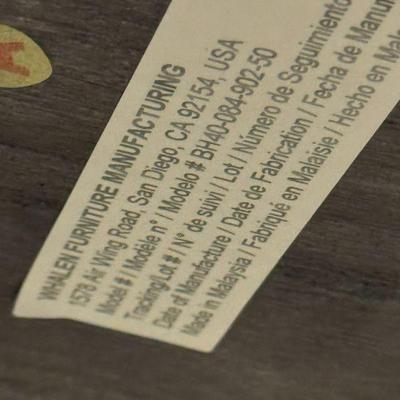 WHALEN FURNITURE MANUFACTURING
1578 Air Wing Road, San Diego, CA 92154, USA
Model # / Modèle n° / Modelo # BH40-084-902-50
Tracking/Lot # / N° de suivi / Lot / Número de Seguimiento
Date of Manufacture / Date de Fabrication / Fecha de Manu
Made in Malaysia / Fabriqué en Malaisie / Hecho en Mala